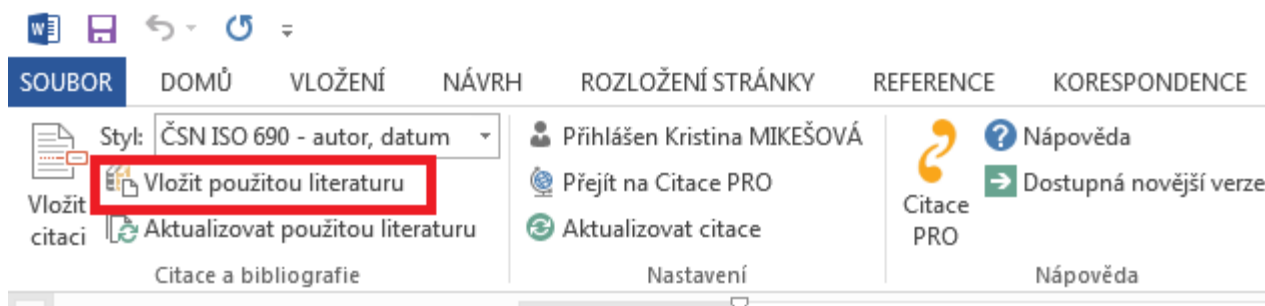 SOUBOR DOMŮ VLOŽENÍ NÁVRH ROZLOŽENÍ STRÁNKY REFERENCE KORESPONDENCE
Styl: ČSN ISO 690 - autor, datum
Vložit použitou literaturu
Aktualizovat použitou literaturu
Vložit
citaci
Citace a bibliografie
Přihlášen Kristina MIKEŠOVÁ
Přejít na Citace PRO
Aktualizovat citace
Nastavení
Citace
PRO
Nápověda
Dostupná novější verze
Nápověda